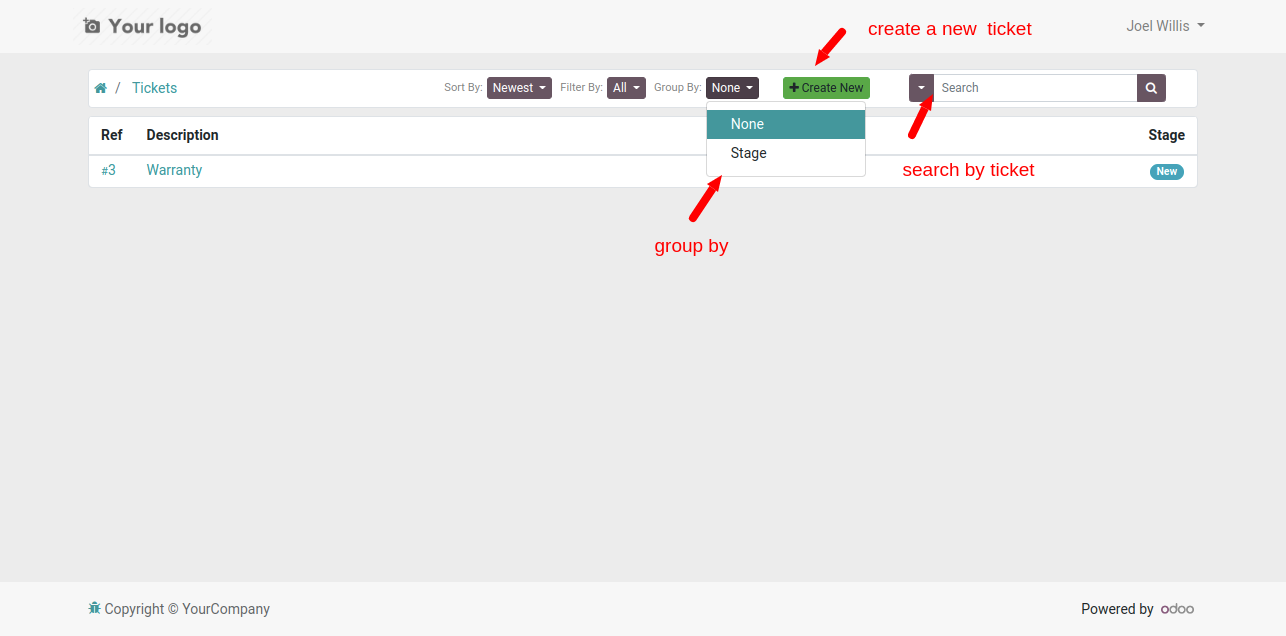 Your logo
create a new ticket
Joel Willis
/ Tickets
Sort By: Newest Filter By: All Group By: None
+ Create New
Search
None
Stage
Ref Description Stage
#3 Warranty New
search by ticket
group by
Copyright © YourCompany
Powered by odoo